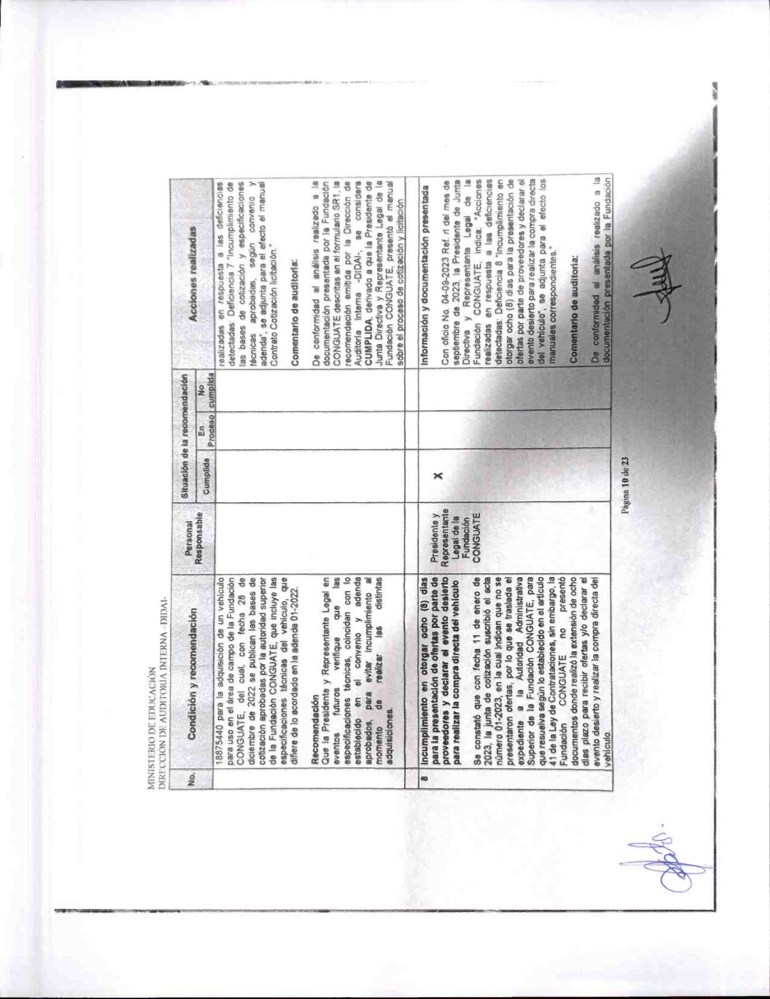 MINISTERIO DE EDUCACIÓN
DIRECCIÓN DE AUDITORIA INTERNA –DIDAI-
No.
Condición y recomendación
Personal
Responsable
Situación de la recomendación
Cumplida
En
Proceso
No
cumplida
Acciones realizadas
18875440 para la adquisición de un vehículo
para uso en el área de campo de la Fundación
CONGUATE, del cual, con fecha 28 de
diciembre de 2022 se publican las bases de
cotización aprobadas por la autoridad superior
de la Fundación CONGUATE, que incluye las
especificaciones técnicas del vehículo, que
difiere de lo acordado en la adenda 01-2022.
Recomendación
Que la Presidente y Representante Legal en
eventos futuros verifique que las
especificaciones técnicas, coincidan con lo
establecido en el convenio y adenda
aprobados, para evitar incumplimiento al
momento de realizar las distintas
adquisiciones.
realizadas en respuesta a las deficiencias
detectadas: Deficiencia 7 "Incumplimiento de
las bases de cotización y especificaciones
técnicas aprobadas, según convenio y
adenda", se adjunta para el efecto el manual
Contrato Cotización licitación."
Comentario de auditoria:
De conformidad al análisis realizado a la
documentación presentada por la Fundación
CONGUATE descritas en el formulario SR1, la
recomendación emitida por la Dirección de
Auditoría Interna -DIDAI-, se considera
CUMPLIDA, derivado a que la Presidente de
Junta Directiva y Representante Legal de la
Fundación CONGUATE, presentó el manual
sobre el proceso de cotización y licitación.
8
Incumplimiento en otorgar ocho (8) días
para la presentación de ofertas por parte de
proveedores y declarar el evento desierto
para realizar la compra directa del vehículo
Se constató que con fecha 11 de enero de
2023, la junta de cotización suscribió el acta
número 01-2023, en la cual indican que no se
presentaron ofertas, por lo que se traslada el
expediente a la Autoridad Administrativa
Superior de la Fundación CONGUATE, para
que resuelva según lo establecido en el artículo
41 de la Ley de Contrataciones, sin embargo, la
Fundación CONGUATE no presentó
documentos donde realizó la extensión de ocho
días plazo para recibir ofertas y/o declarar el
evento desierto y realizar la compra directa del
vehículo.
Presidente y
Representante
Legal de la
Fundación
CONGUATE
X
Información y documentación presentada
Con oficio No. 04-09-2023 Ref. rl del mes de
septiembre de 2023, la Presidente de Junta
Directiva y Representante Legal de la
Fundación CONGUATE, indica: "Acciones
realizadas en respuesta a las deficiencias
detectadas: Deficiencia 8 "Incumplimiento en
otorgar ocho (8) días para la presentación de
ofertas por parte de proveedores y declarar el
evento desierto para realizar la compra directa
del vehículo", se adjunta para el efecto los
manuales correspondientes."
Comentario de auditoria:
De conformidad al análisis realizado a la
documentación presentada por la Fundación
Página 10 de 23